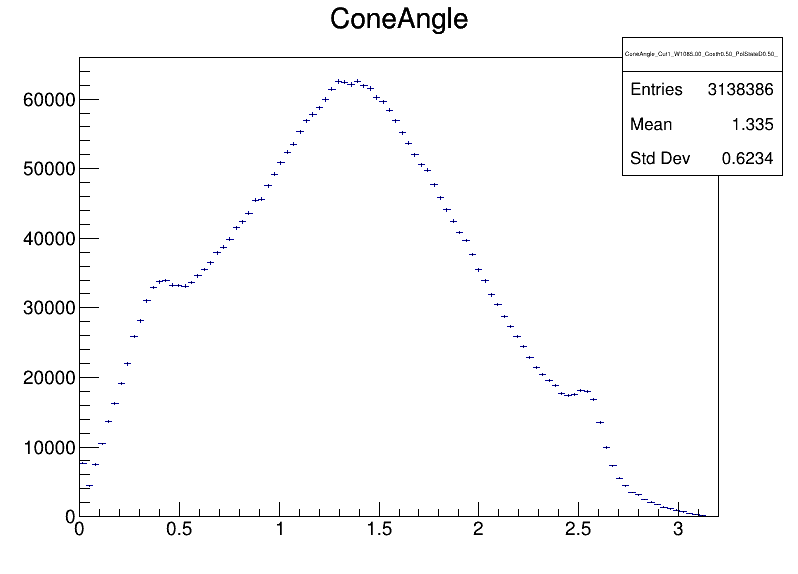 ConeAngle
ConeAngle_Cut1_W1085.00_Costh0.50_PolStateD0.50_
Entries 3138386
Mean 1.335
Std Dev 0.6234
60000
50000
40000
30000
20000
10000
0
0 0.5 1 1.5 2 2.5 3